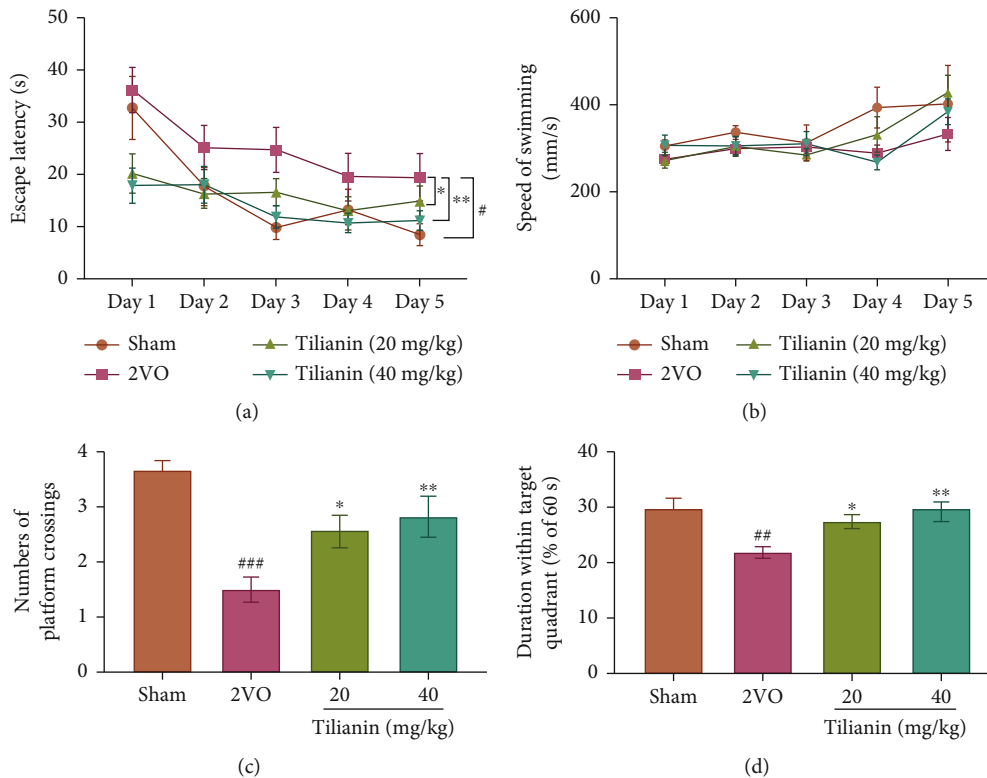 Escape latency (s)
50
40
30
20
10
0
*
**
#
Day 1 Day 2 Day 3 Day 4 Day 5
Sham
2VO
Tilianin (20 mg/kg)
Tilianin (40 mg/kg)
(a)
Speed of swimming
(mm/s)
600
400
200
0
Day 1 Day 2 Day 3 Day 4 Day 5
Sham
2VO
Tilianin (20 mg/kg)
Tilianin (40 mg/kg)
(b)
Numbers of
platform crossings
4
3
2
1
0
###
*
**
Sham 2VO 20 40
Tilianin (mg/kg)
(c)
Duration within target
quadrant (% of 60 s)
40
30
20
10
0
##
*
**
Sham 2VO 20 40
Tilianin (mg/kg)
(d)